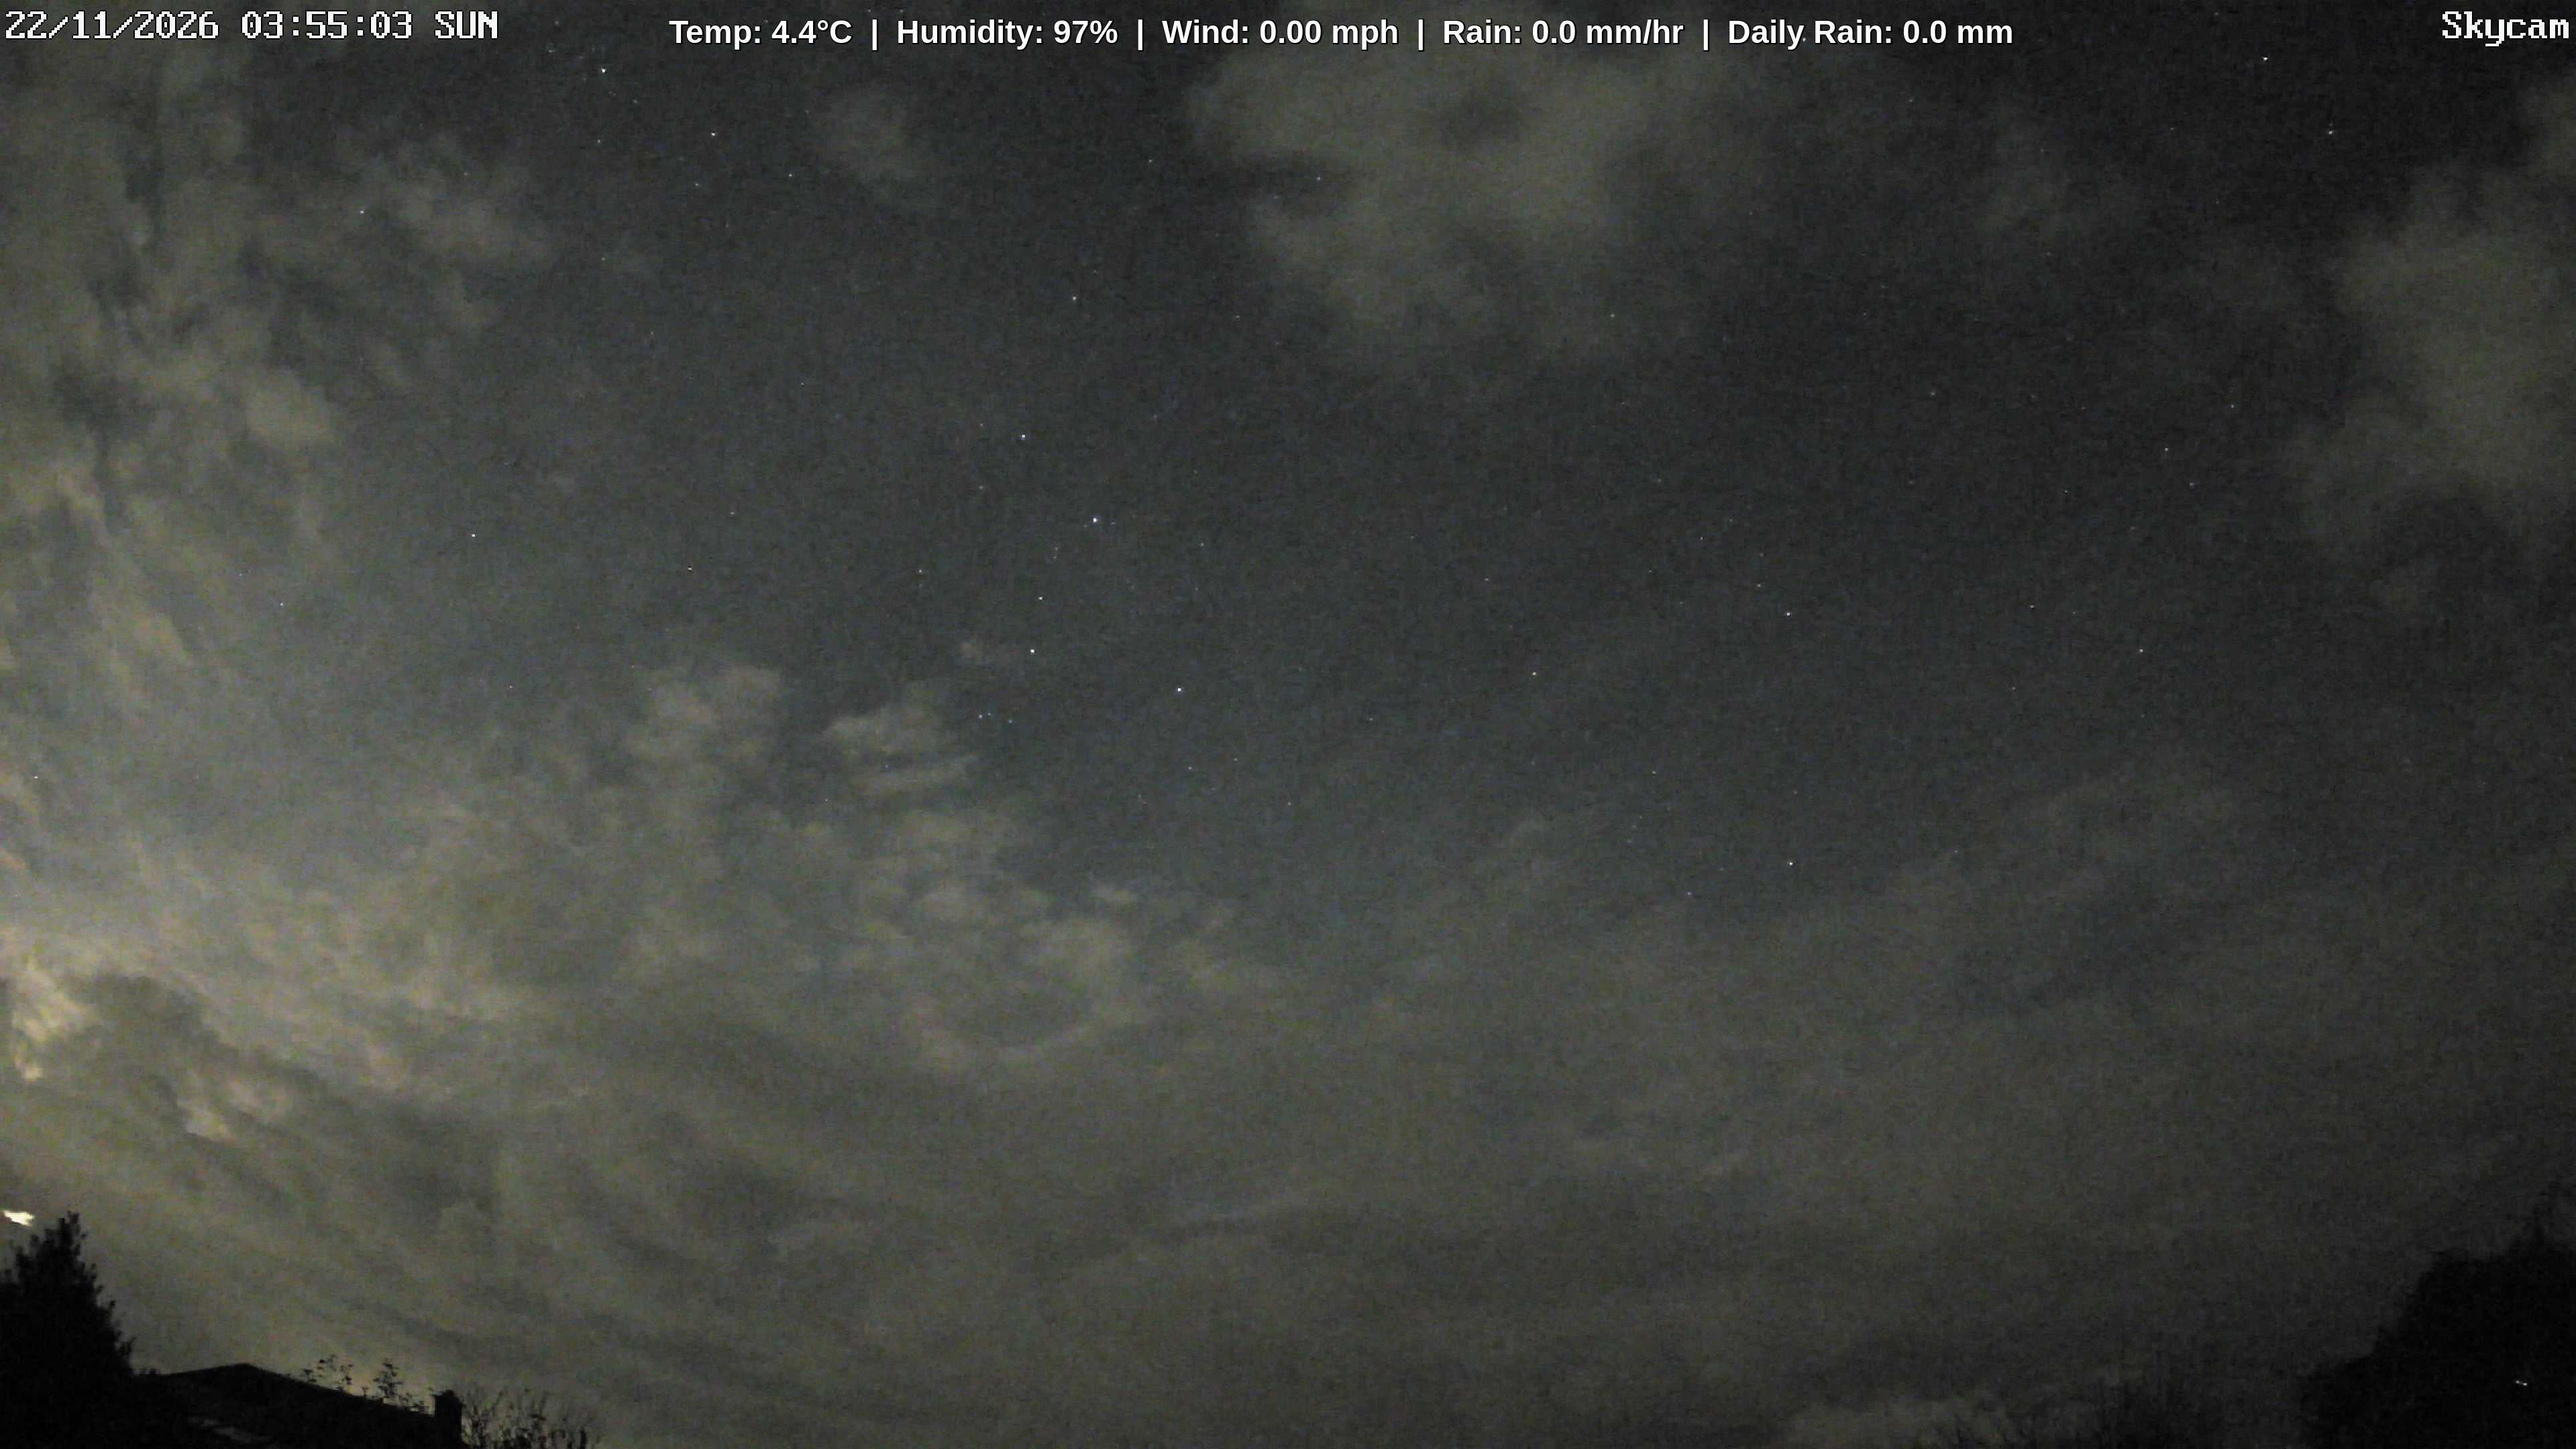 22/11/2026 03:55:03 SUN
Temp: 4.4°C | Humidity: 97% | Wind: 0.00 mph | Rain: 0.0 mm/hr | Daily Rain: 0.0 mm
Skycam